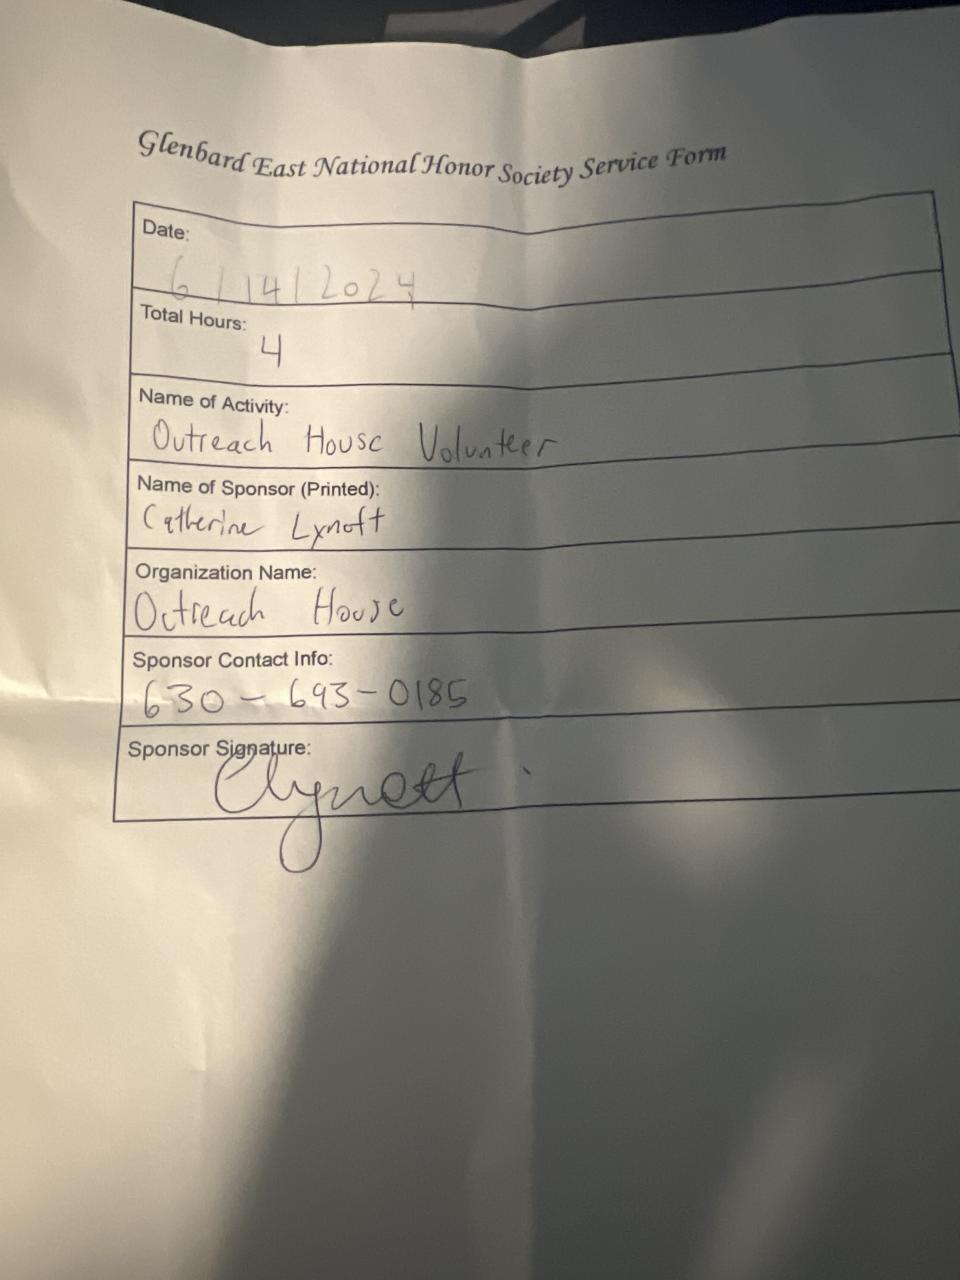 Glenbard East National Honor Society Service Form
Date:
6/14/2024
Total Hours:
4
Name of Activity:
Outreach House Volunteer
Name of Sponsor (Printed):
Catherine Lynott
Organization Name:
Outreach House
Sponsor Contact Info:
630-693-0185
Sponsor Signature:
Clynott